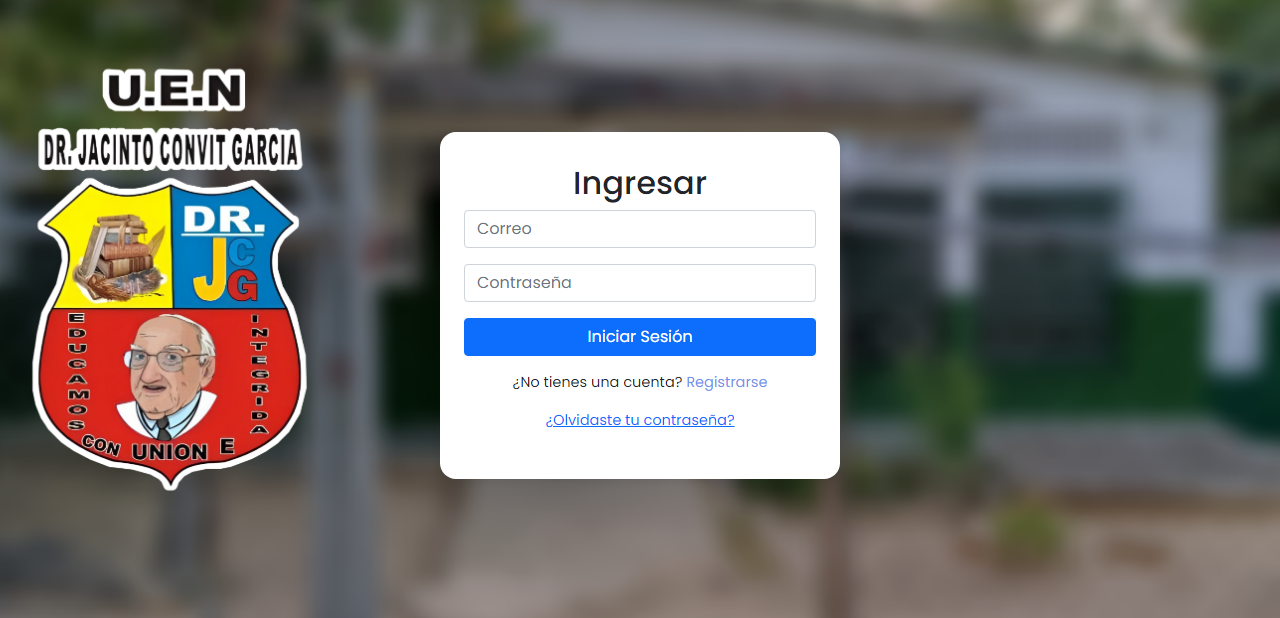 U.E.N
DR. JACINTO CONVIT GARCIA
DR.
JCG
EDUCAMOS
CON UNION E
INTEGRIDA
Ingresar
Correo
Contraseña
Iniciar Sesión
¿No tienes una cuenta? Registrarse
¿Olvidaste tu contraseña?